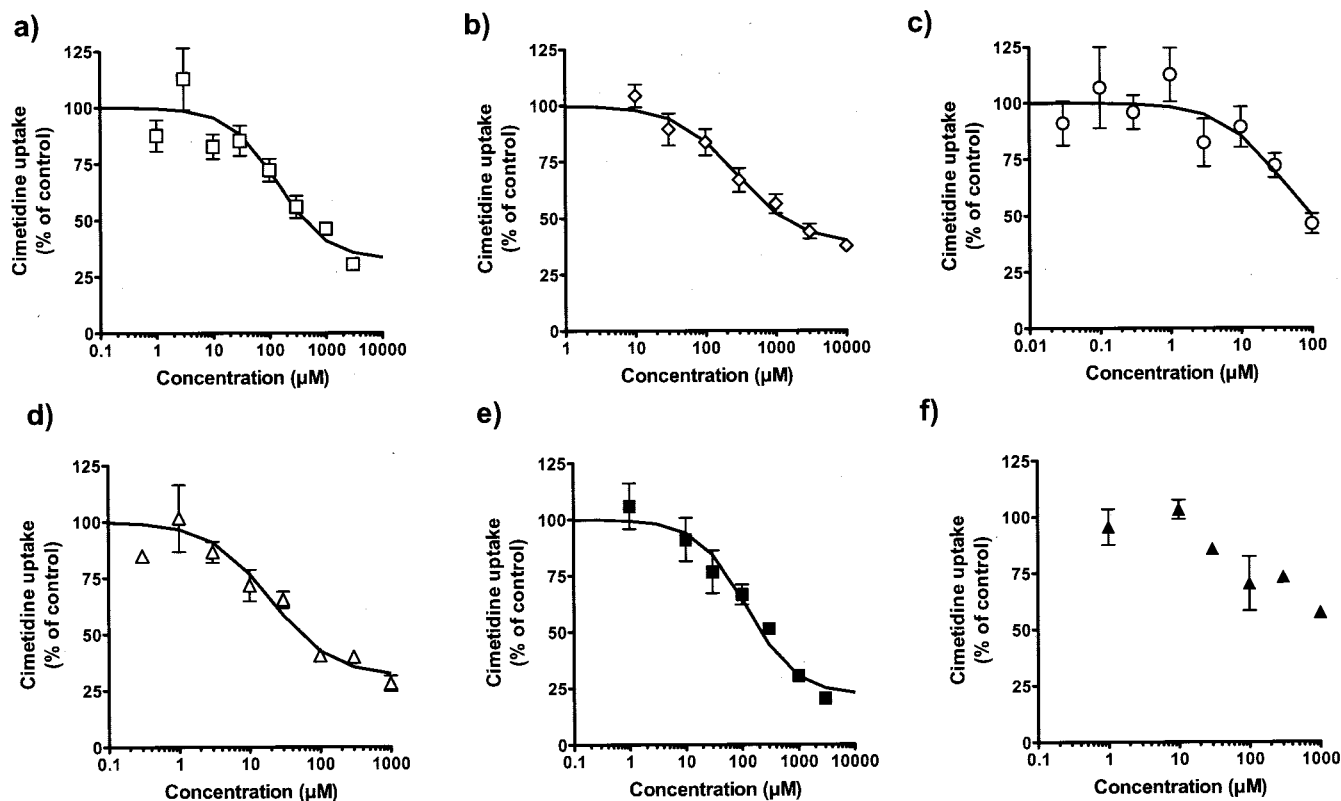 a)
125
100
75
50
25
0
Cimetidine uptake
(% of control)
0.1 1 10 100 1000 10000
Concentration (µM)
b)
125
100
75
50
25
0
Cimetidine uptake
(% of control)
1 10 100 1000 10000
Concentration (µM)
c)
125
100
75
50
25
0
Cimetidine uptake
(% of control)
0.01 0.1 1 10 100
Concentration (µM)
d)
125
100
75
50
25
0
Cimetidine uptake
(% of control)
0.1 1 10 100 1000
Concentration (µM)
e)
125
100
75
50
25
0
Cimetidine uptake
(% of control)
0.1 1 10 100 1000 10000
Concentration (µM)
f)
125
100
75
50
25
0
Cimetidine uptake
(% of control)
0.1 1 10 100 1000
Concentration (µM)